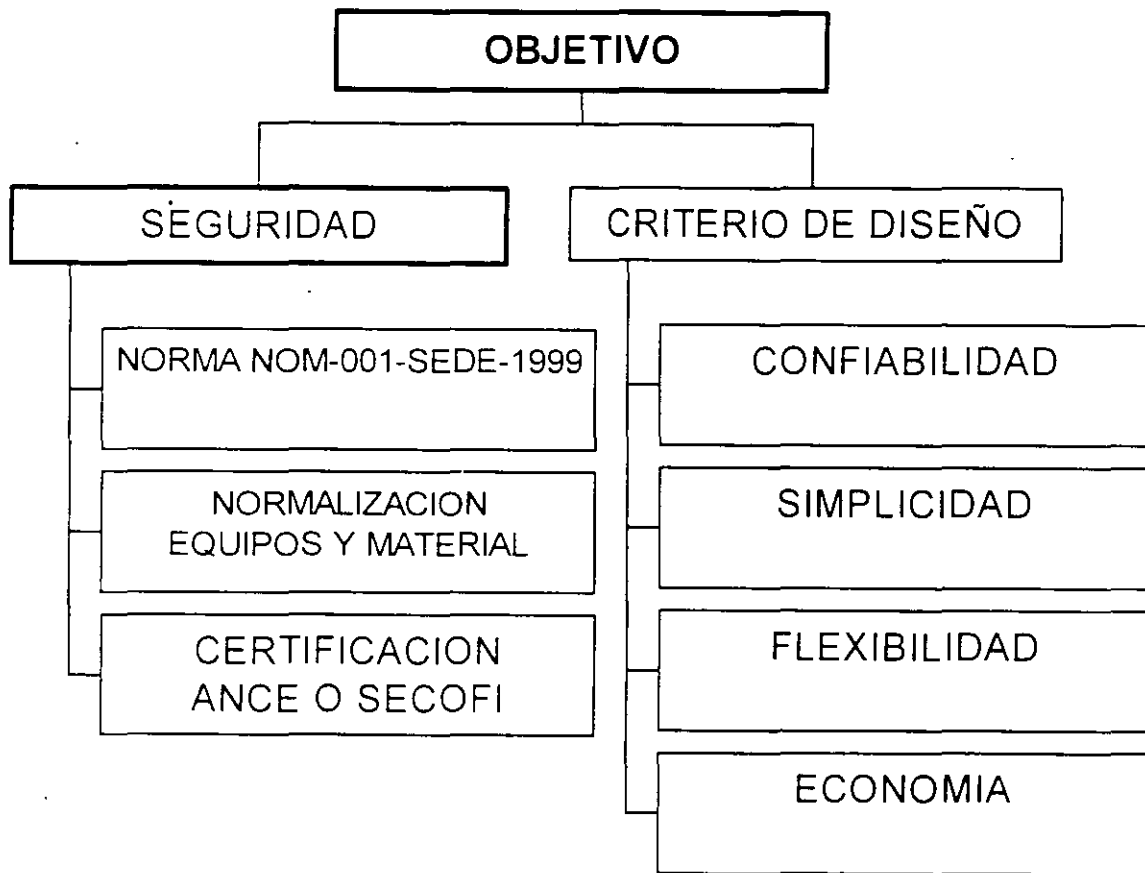 OBJETIVO
SEGURIDAD
NORMA NOM-001-SEDE-1999
NORMALIZACION
EQUIPOS Y MATERIAL
CERTIFICACION
ANCE O SECOFI
CRITERIO DE DISEÑO
CONFIABILIDAD
SIMPLICIDAD
FLEXIBILIDAD
ECONOMIA